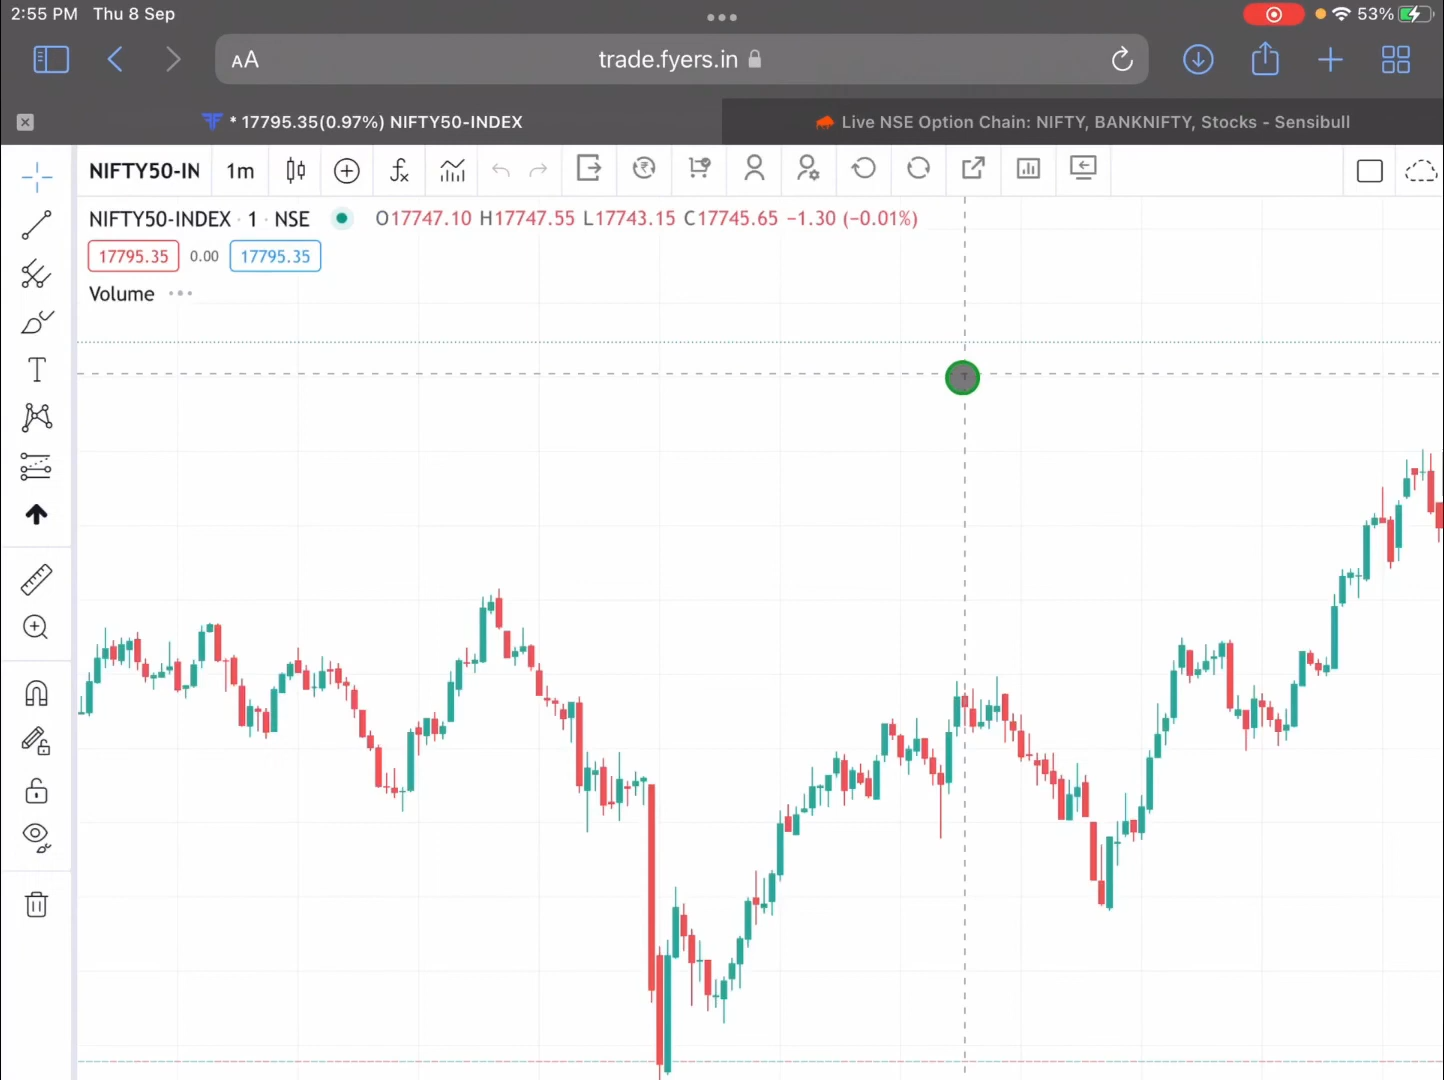 2:55 PM Thu 8 Sep
53%
AA trade.fyers.in
* 17795.35(0.97%) NIFTY50-INDEX
Live NSE Option Chain: NIFTY, BANKNIFTY, Stocks - Sensibull
NIFTY50-IN 1m
NIFTY50-INDEX · 1 · NSE O17747.10 H17747.55 L17743.15 C17745.65 −1.30 (−0.01%)
17795.35 0.00 17795.35
Volume